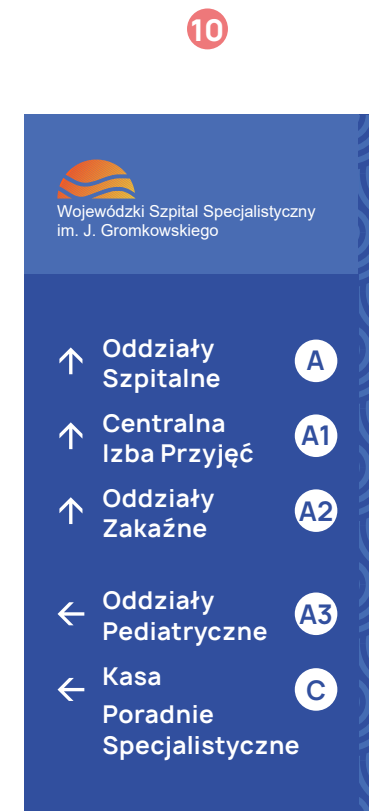 10
Wojewódzki Szpital Specjalistyczny
im. J. Gromkowskiego
↑ Oddziały
Szpitalne A
↑ Centralna
Izba Przyjęć A1
↑ Oddziały
Zakaźne A2
← Oddziały
Pediatryczne A3
← Kasa C
Poradnie
Specjalistyczne